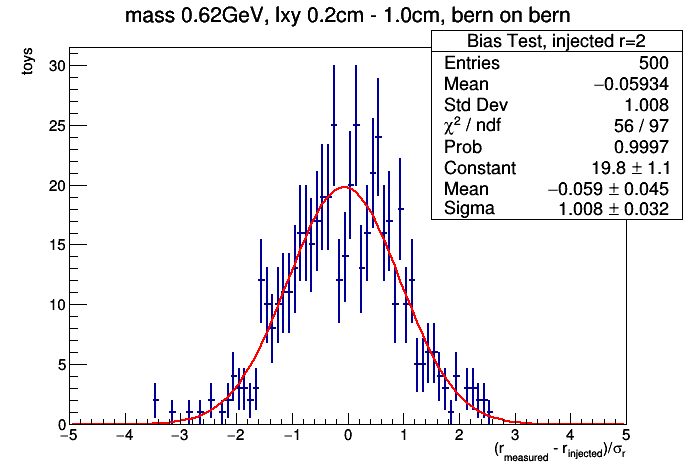 mass 0.62GeV, lxy 0.2cm - 1.0cm, bern on bern
Bias Test, injected r=2
Entries 500
Mean −0.05934
Std Dev 1.008
χ² / ndf 56 / 97
Prob 0.9997
Constant 19.8 ± 1.1
Mean −0.059 ± 0.045
Sigma 1.008 ± 0.032
toys
30
25
20
15
10
5
0
−5 −4 −3 −2 −1 0 1 2 3 4 5
(r_measured - r_injected)/σ_r